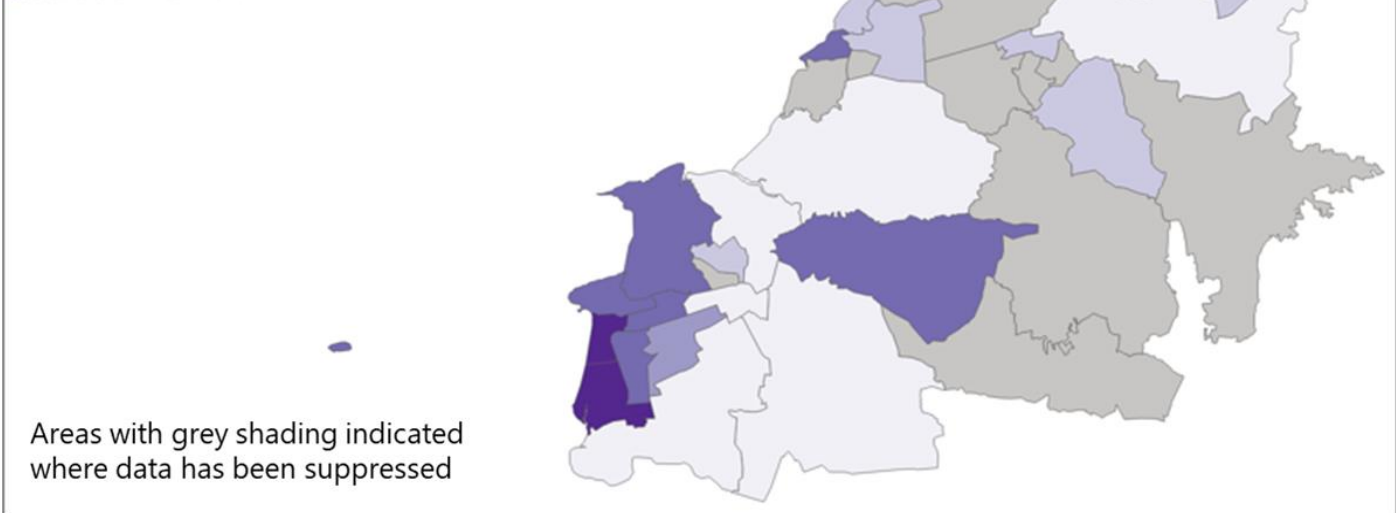 Areas with grey shading indicated
where data has been suppressed